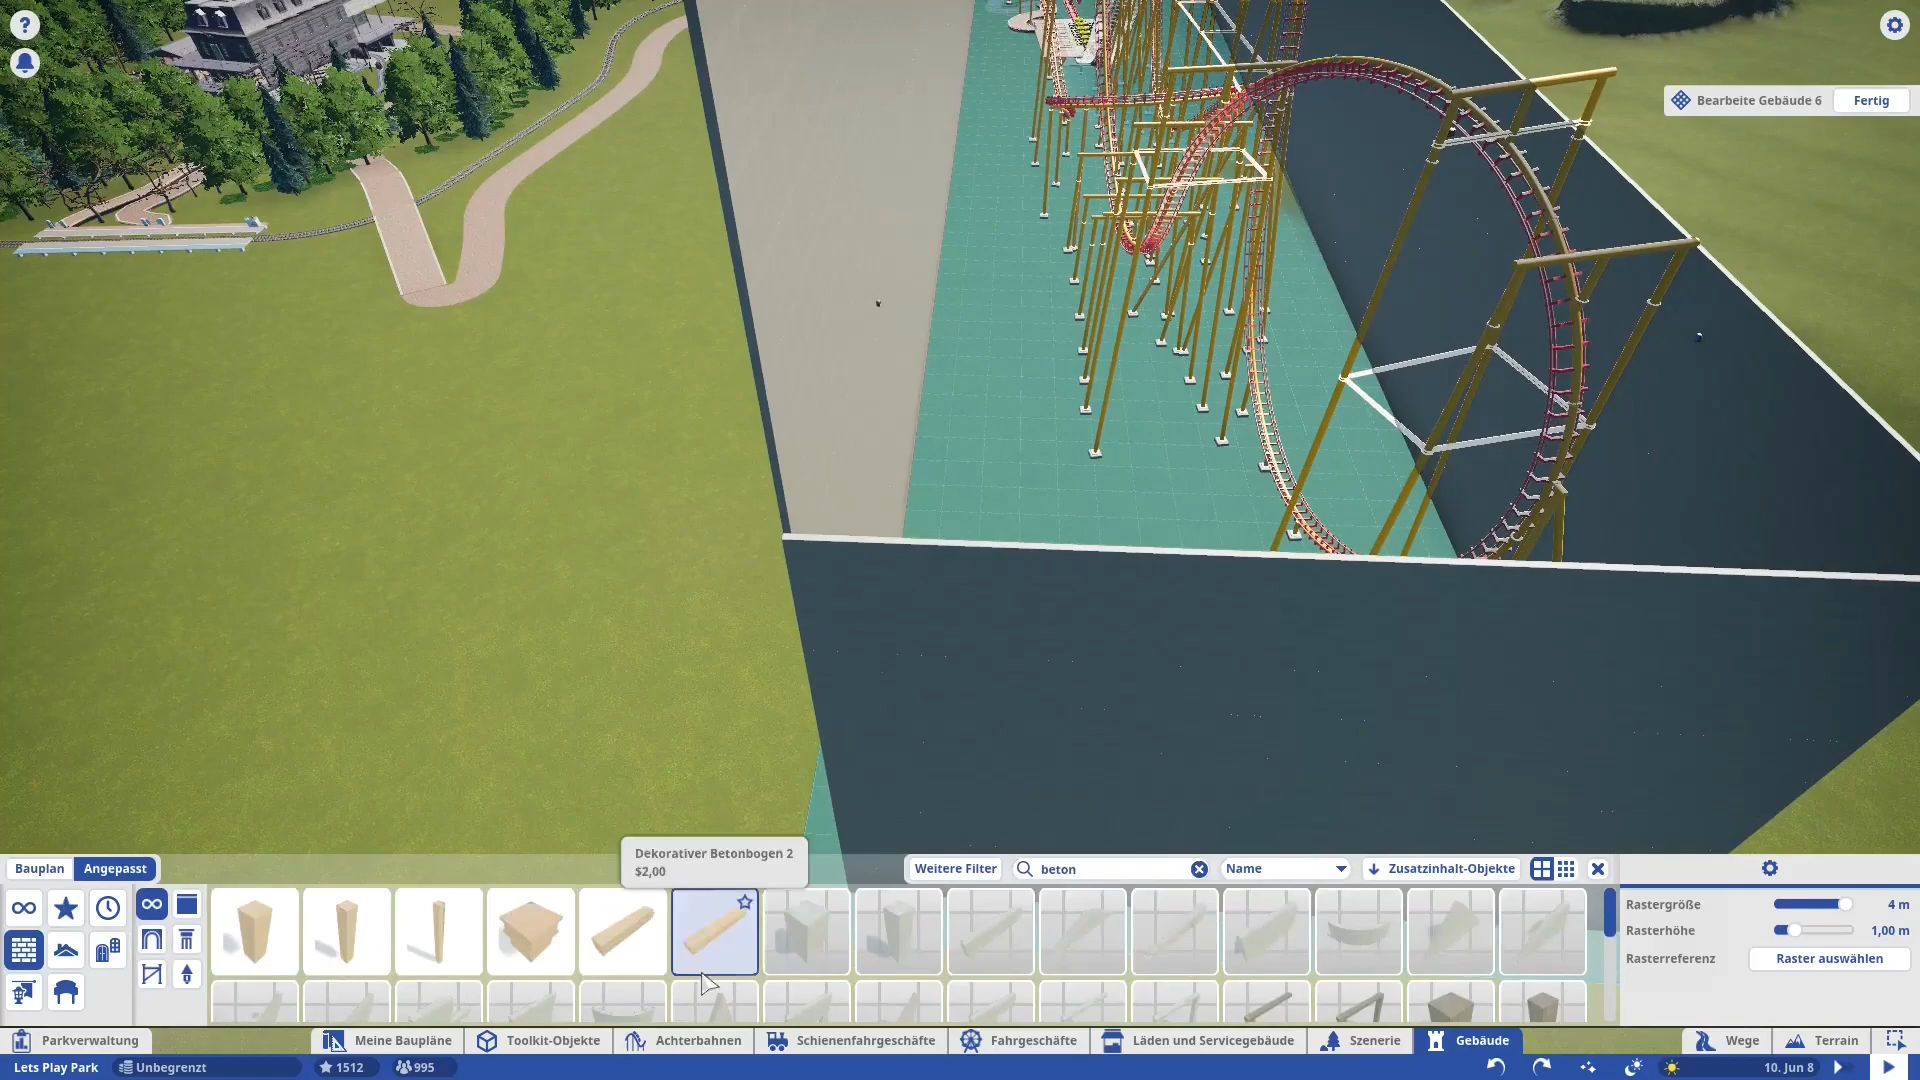 ?
Bearbeite Gebäude 6
Fertig
Dekorativer Betonbogen 2
$2,00
Bauplan
Angepasst
Weitere Filter
beton
Name
Zusatzinhalt-Objekte
Rastergröße
4 m
Rasterhöhe
1,00 m
Rasterreferenz
Raster auswählen
Parkverwaltung
Meine Baupläne
Toolkit-Objekte
Achterbahnen
Schienenfahrgeschäfte
Fahrgeschäfte
Läden und Servicegebäude
Szenerie
Gebäude
Wege
Terrain
Lets Play Park
Unbegrenzt
1512
995
10. Jun 8